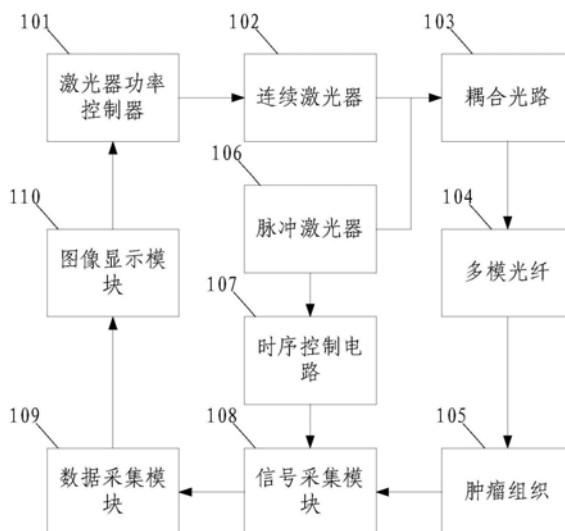 101
102
103
激光器功率
控制器
连续激光器
耦合光路
106
110
104
脉冲激光器
图像显示模
块
多模光纤
107
时序控制电
路
109
108
105
数据采集模
块
信号采集模
块
肿瘤组织